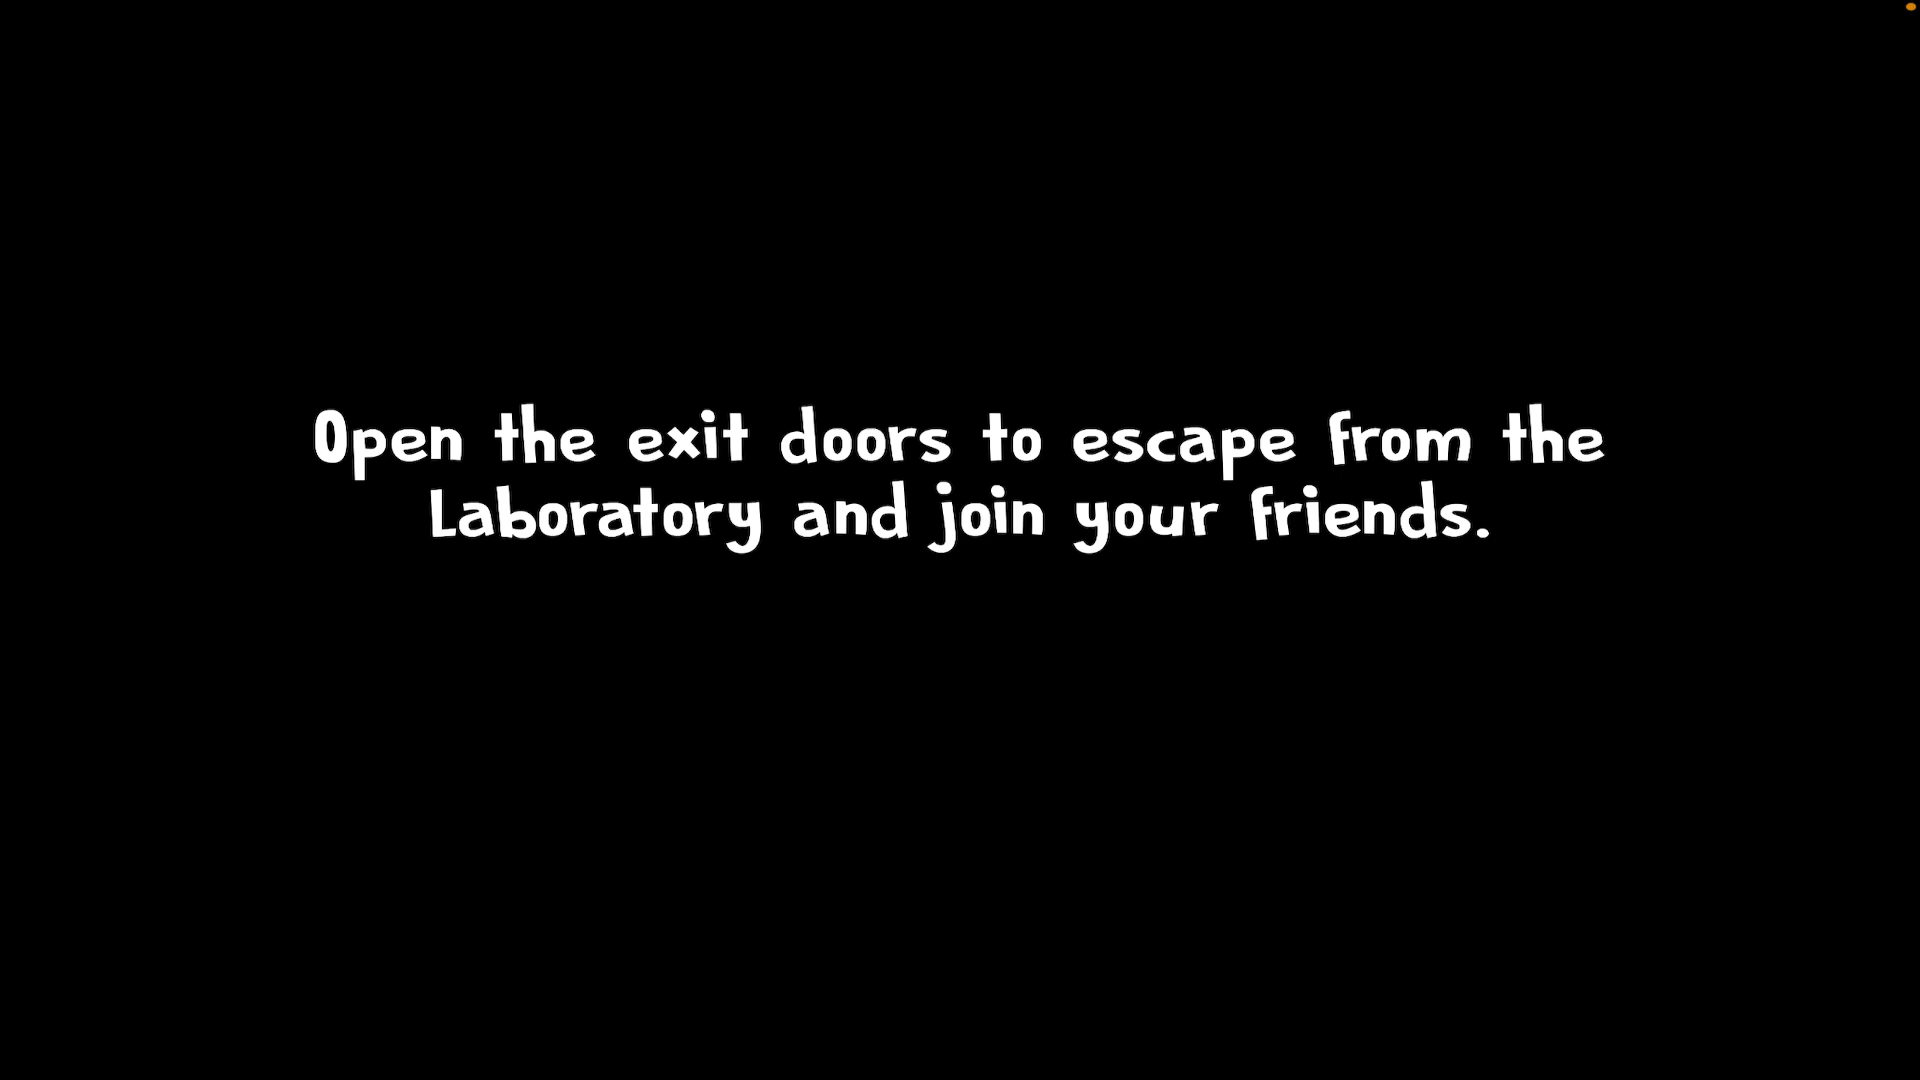 Open the exit doors to escape from the
Laboratory and join your friends.